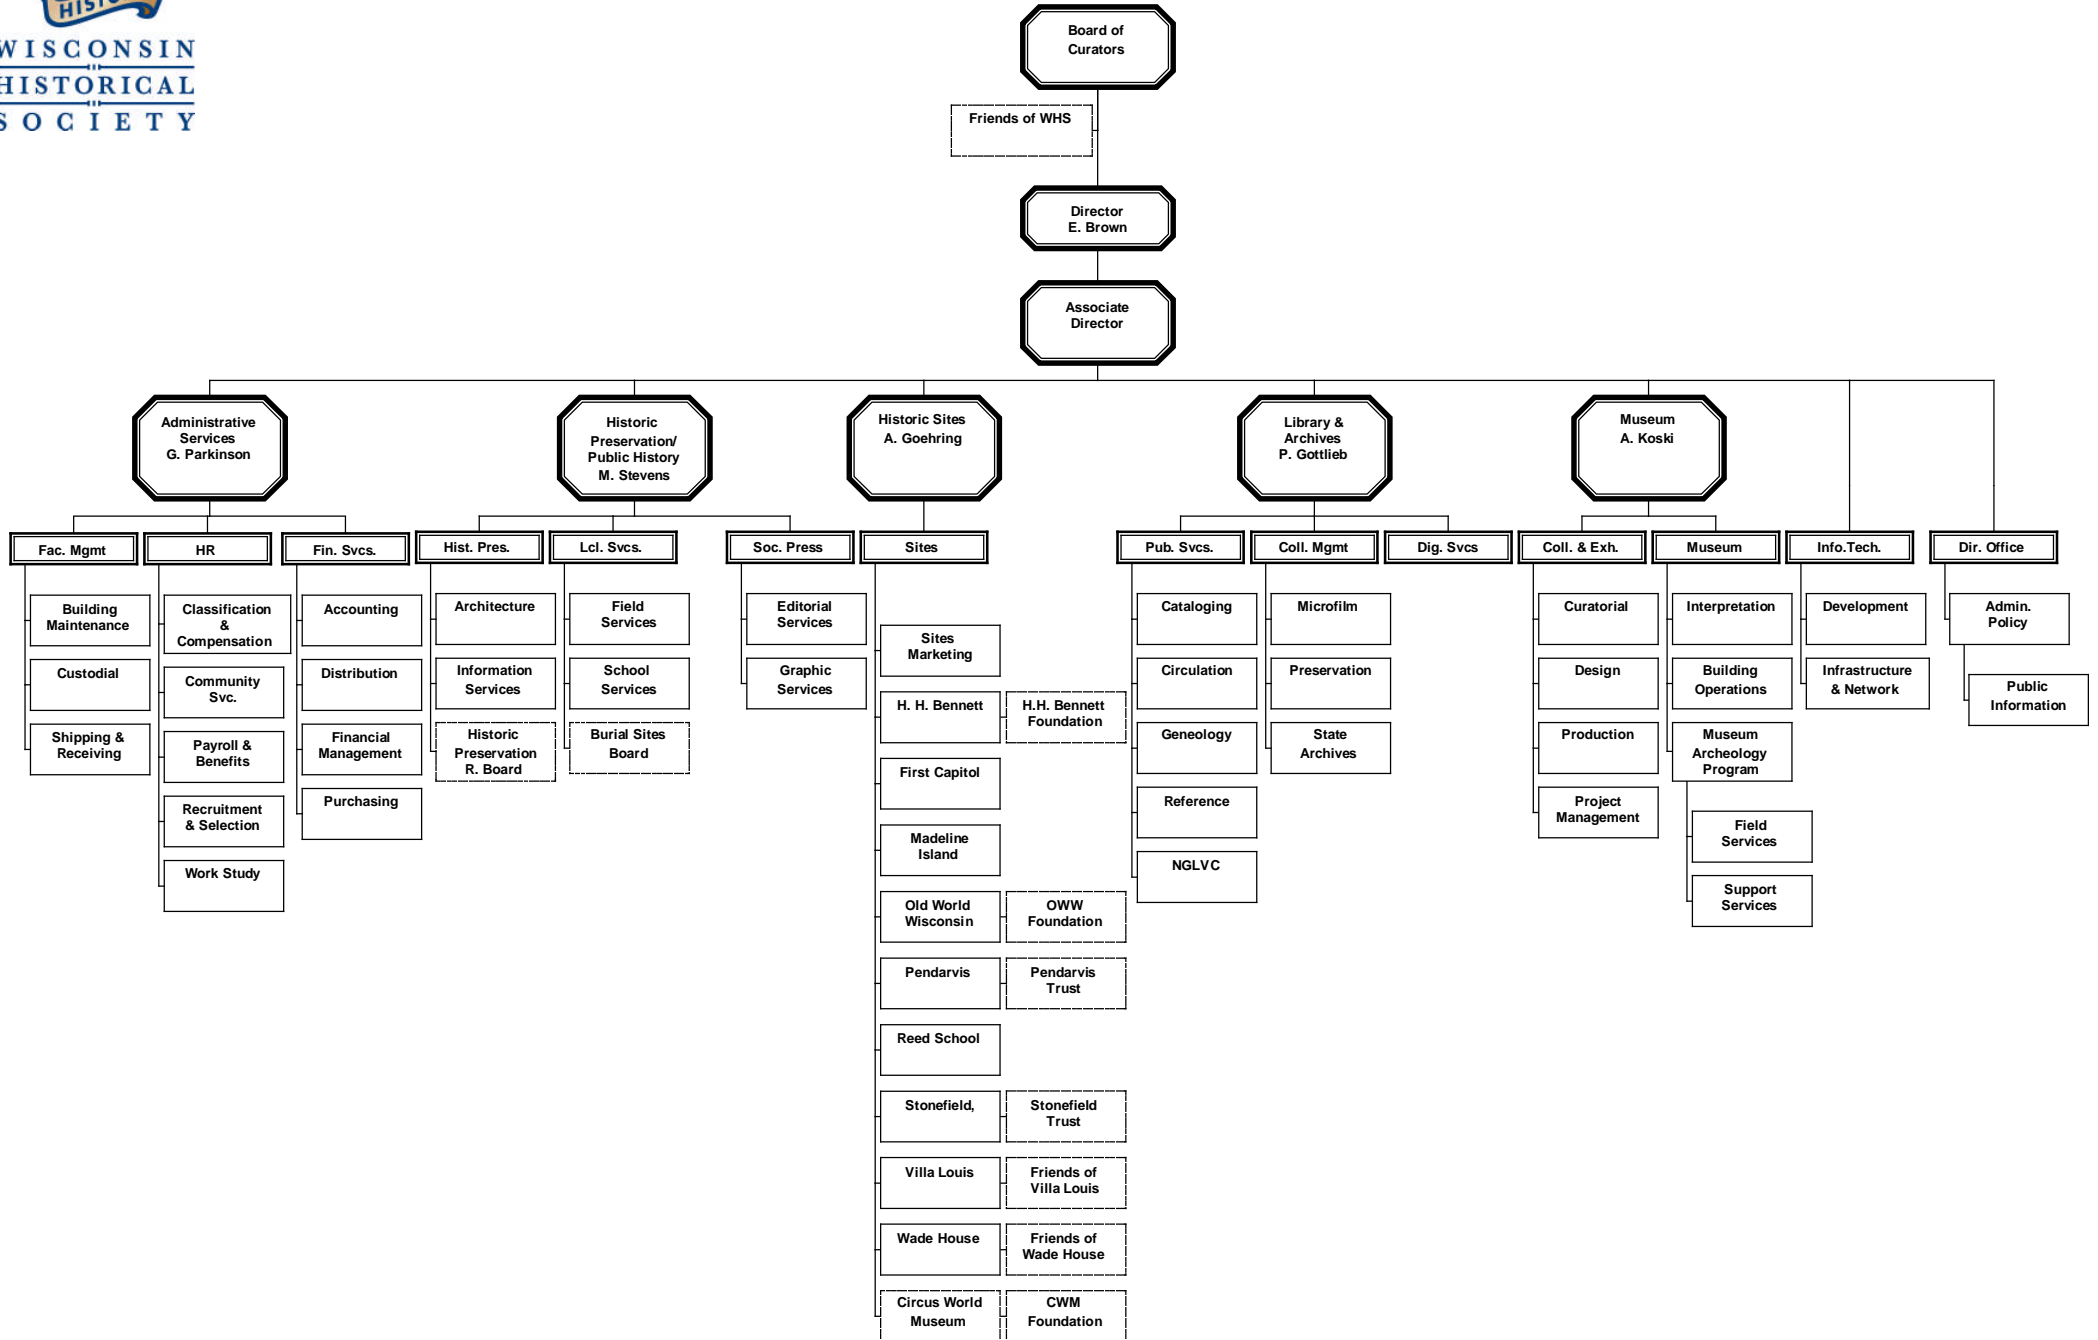 HISTO
WISCONSIN
HISTORICAL
SOCIETY
Board of
Curators
Friends of WHS
Director
E. Brown
Associate
Director
Administrative
Services
G. Parkinson
Historic
Preservation/
Public History
M. Stevens
Historic Sites
A. Goehring
Library &
Archives
P. Gottlieb
Museum
A. Koski
Fac. Mgmt
HR
Fin. Svcs.
Hist. Pres.
Lcl. Svcs.
Soc. Press
Sites
Pub. Svcs.
Coll. Mgmt
Dig. Svcs
Coll. & Exh.
Museum
Info.Tech.
Dir. Office
Building
Maintenance
Custodial
Shipping &
Receiving
Classification
&
Compensation
Community
Svc.
Payroll &
Benefits
Recruitment
& Selection
Work Study
Accounting
Distribution
Financial
Management
Purchasing
Architecture
Information
Services
Historic
Preservation
R. Board
Field
Services
School
Services
Burial Sites
Board
Editorial
Services
Graphic
Services
Sites
Marketing
H. H. Bennett
H.H. Bennett
Foundation
First Capitol
Madeline
Island
Old World
Wisconsin
OWW
Foundation
Pendarvis
Pendarvis
Trust
Reed School
Stonefield,
Stonefield
Trust
Villa Louis
Friends of
Villa Louis
Wade House
Friends of
Wade House
Circus World
Museum
CWM
Foundation
Cataloging
Circulation
Geneology
Reference
NGLVC
Microfilm
Preservation
State
Archives
Curatorial
Design
Production
Project
Management
Interpretation
Building
Operations
Museum
Archeology
Program
Field
Services
Support
Services
Development
Infrastructure
& Network
Admin.
Policy
Public
Information